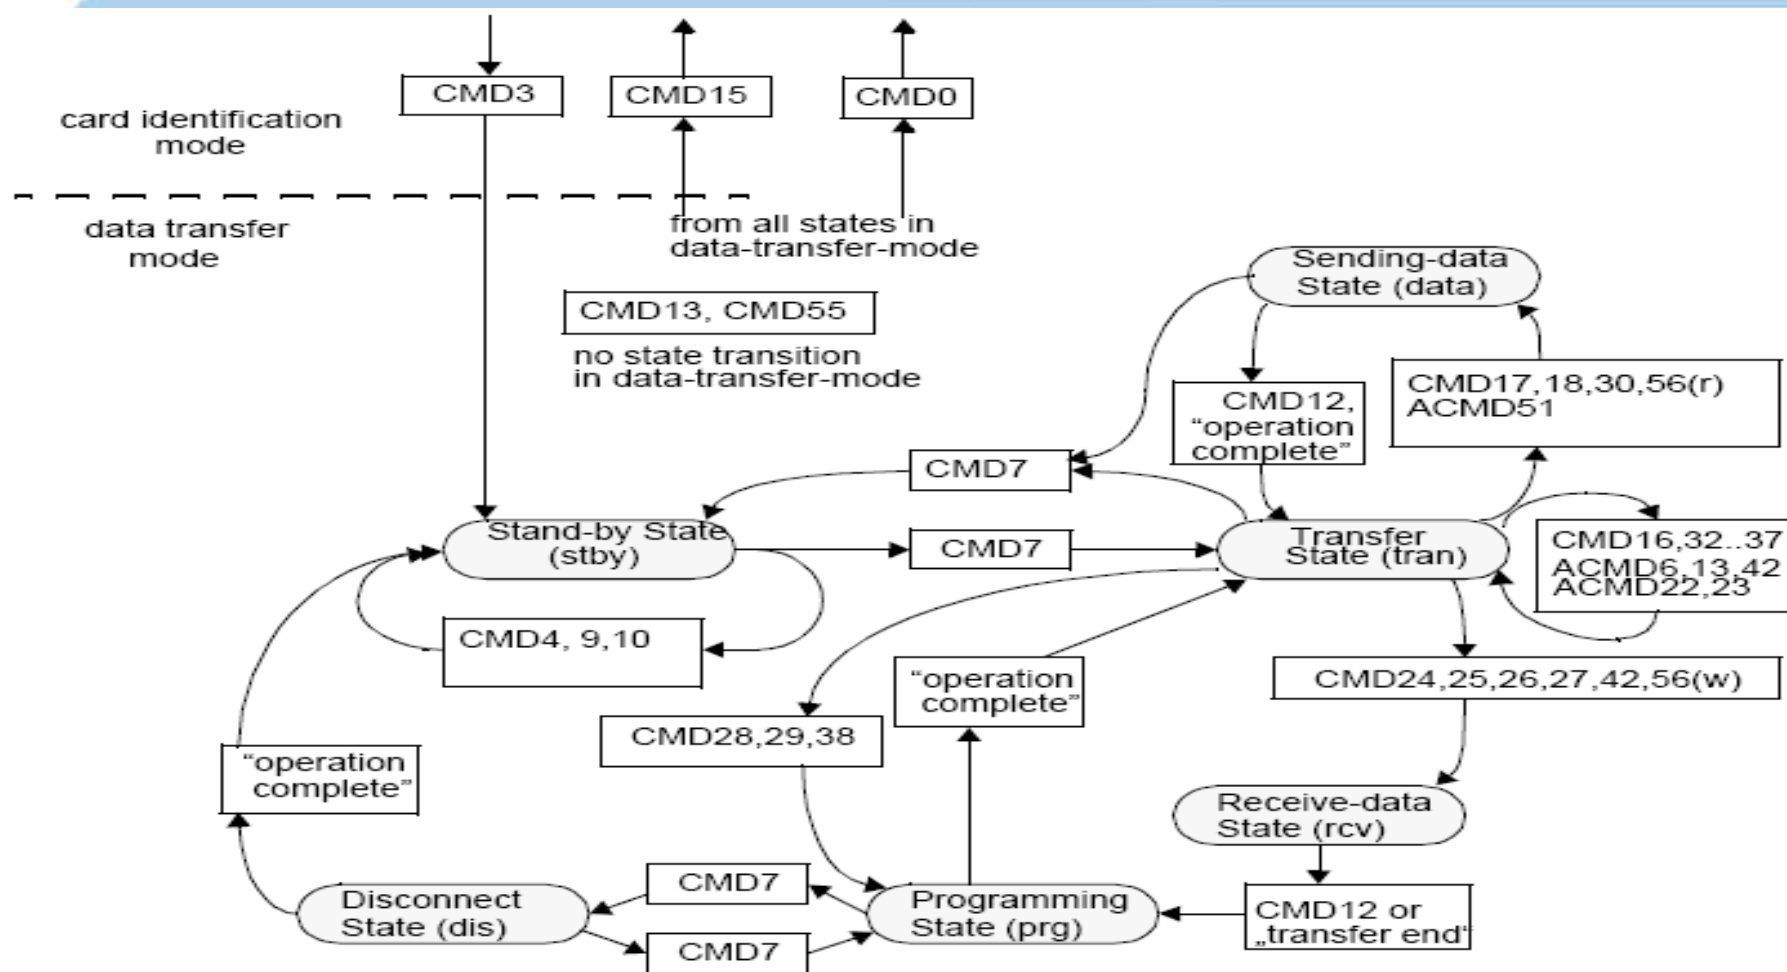 CMD3
CMD15
CMD0
card identification
mode
data transfer
mode
from all states in
data-transfer-mode
CMD13, CMD55
no state transition
in data-transfer-mode
Sending-data
State (data)
CMD12,
“operation
complete”
CMD17,18,30,56(r)
ACMD51
CMD7
Stand-by State
(stby)
CMD7
Transfer
State (tran)
CMD16,32..37
ACMD6,13,42
ACMD22,23
CMD4, 9,10
“operation
complete”
CMD24,25,26,27,42,56(w)
CMD28,29,38
“operation
complete”
Receive-data
State (rcv)
Disconnect
State (dis)
CMD7
CMD7
Programming
State (prg)
CMD12 or
„transfer end“